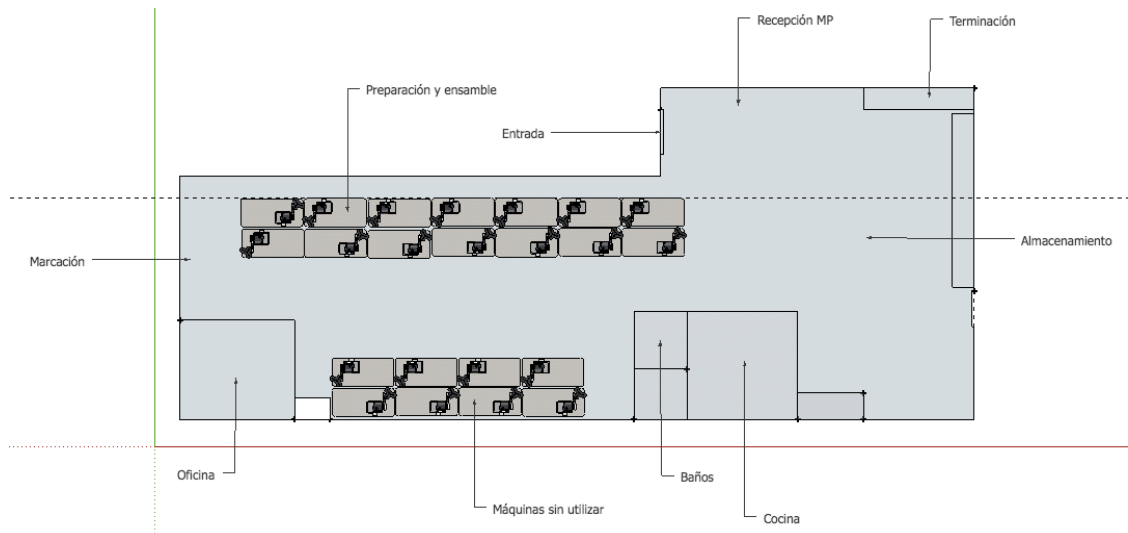 Recepción MP
Terminación
Preparación y ensamble
Entrada
Almacenamiento
Marcación
Oficina
Baños
Máquinas sin utilizar
Cocina